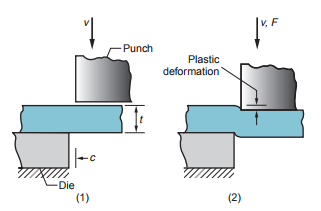 v
Punch
t
c
Die
(1)
v, F
Plastic
deformation
(2)